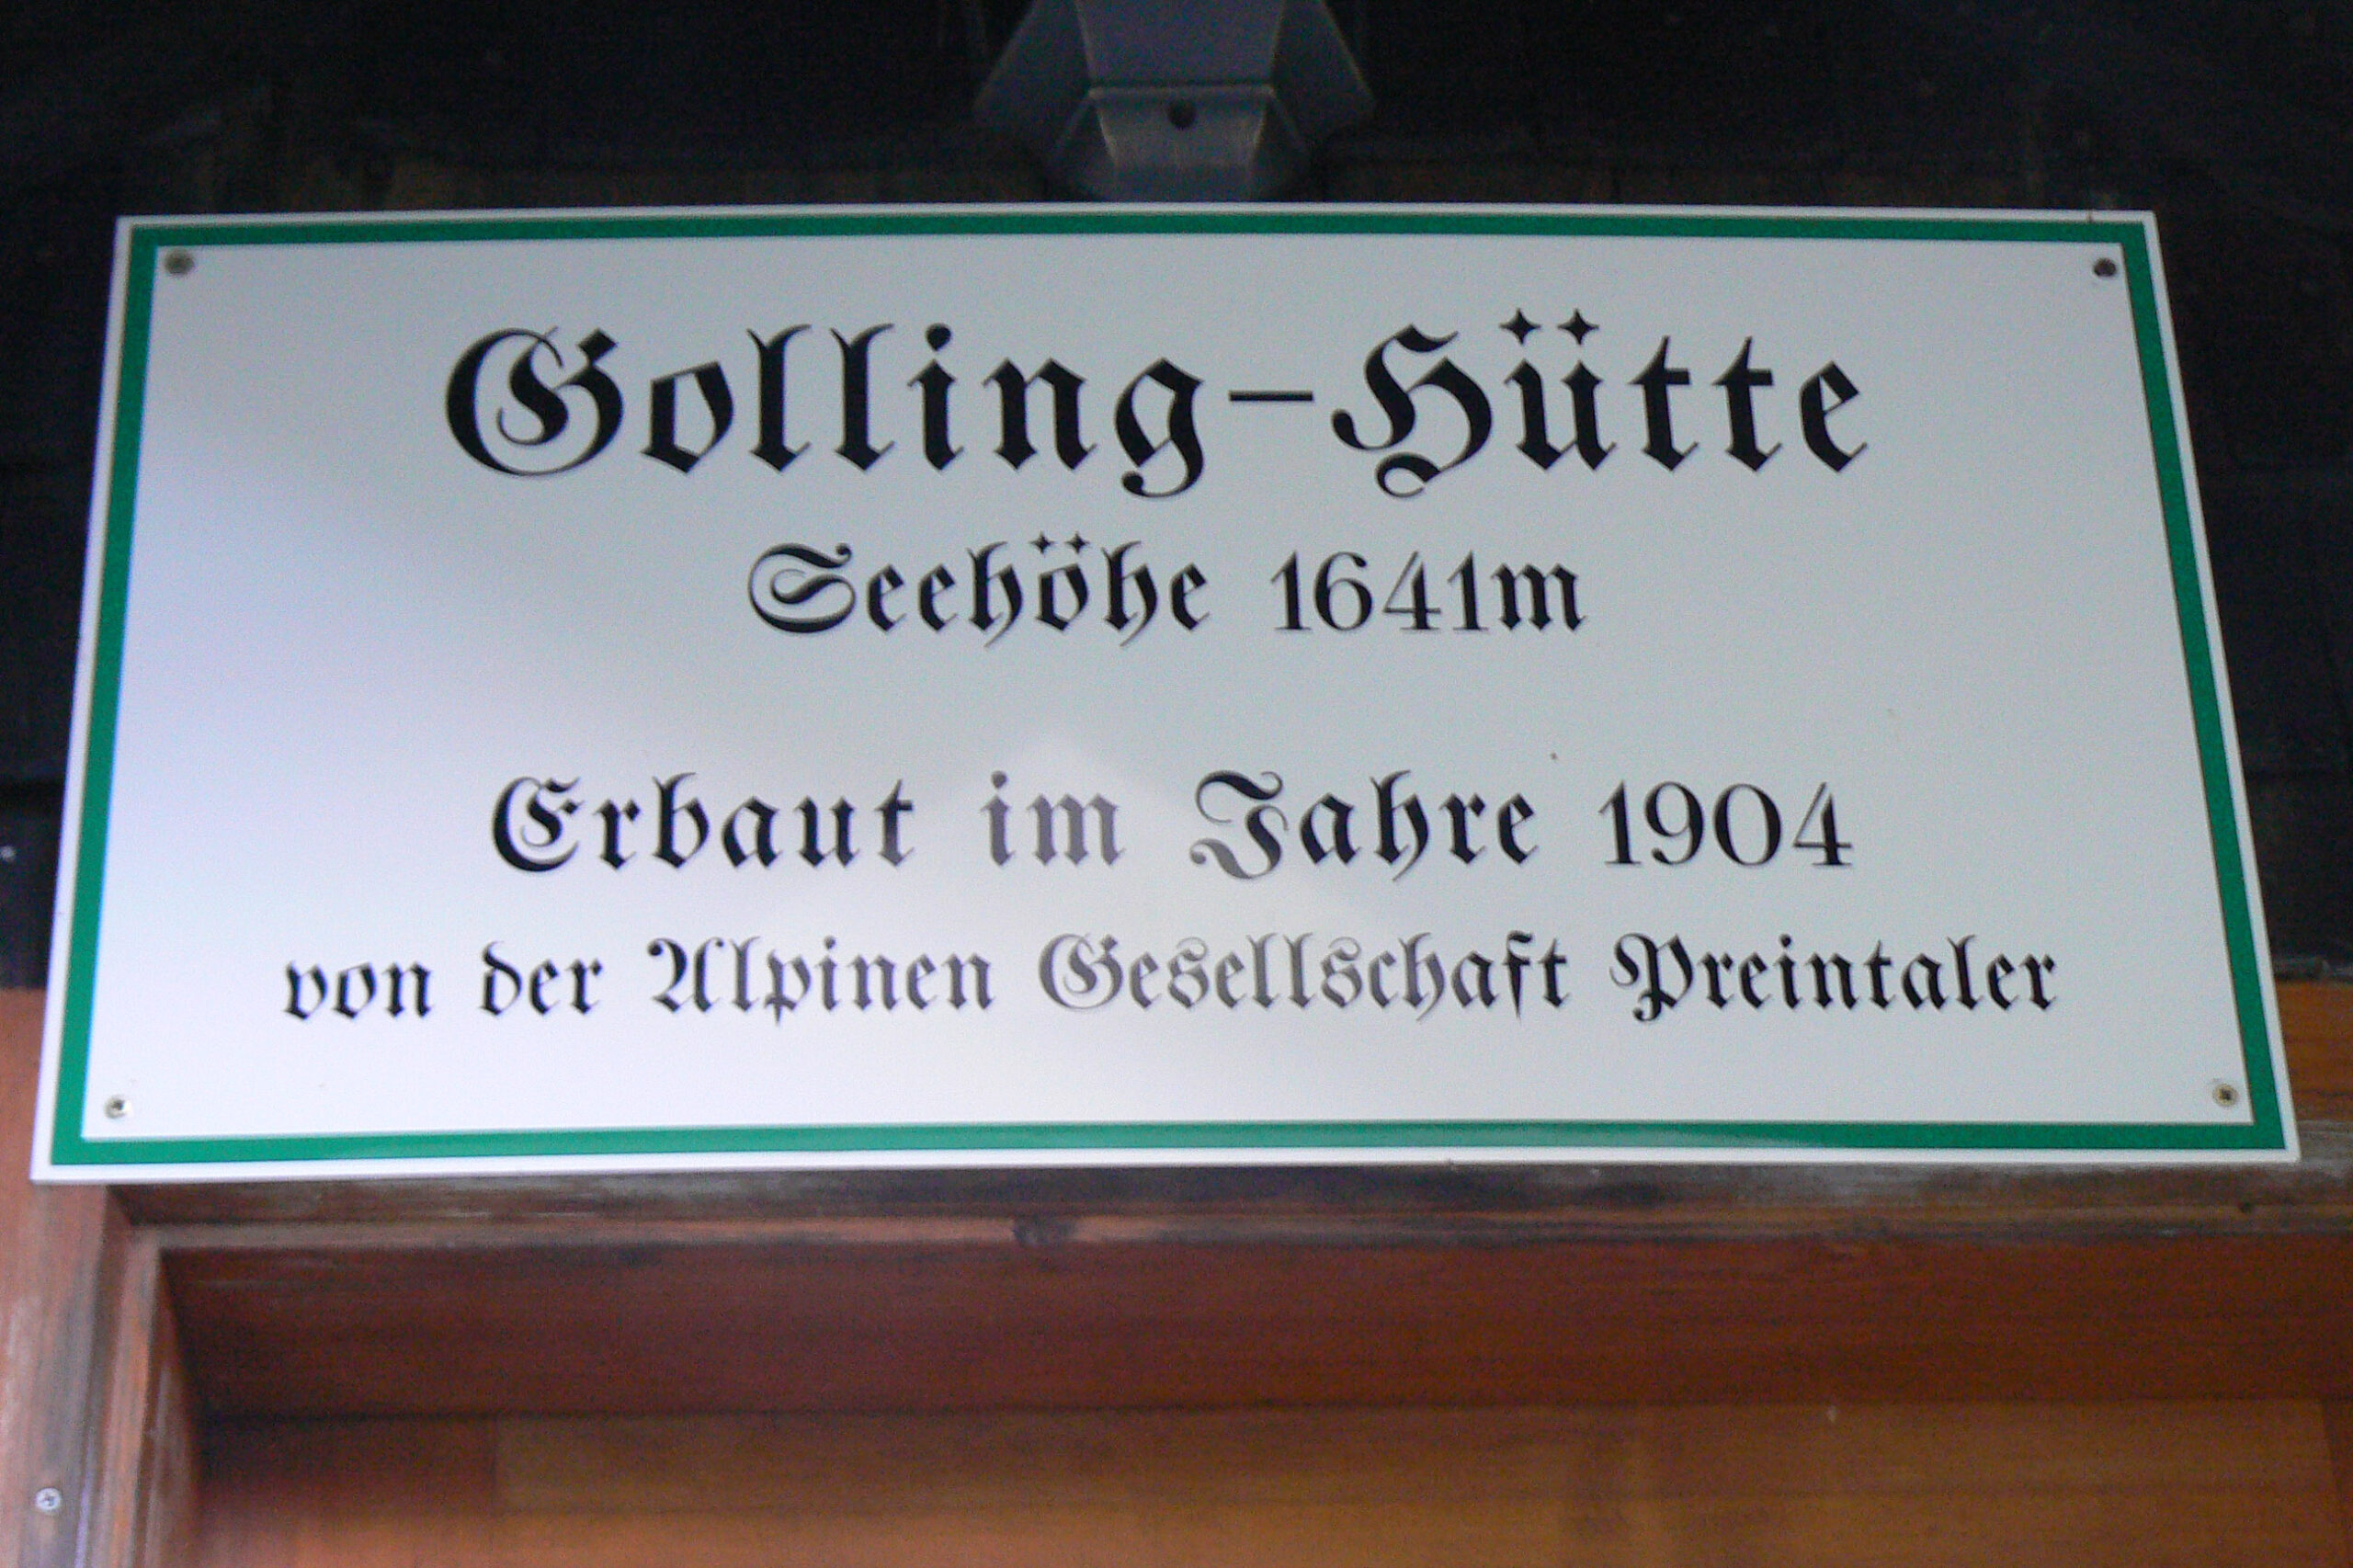 Golling-Hütte
Seehöhe 1641m
Erbaut im Jahre 1904
von der Alpinen Gesellschaft Preintaler